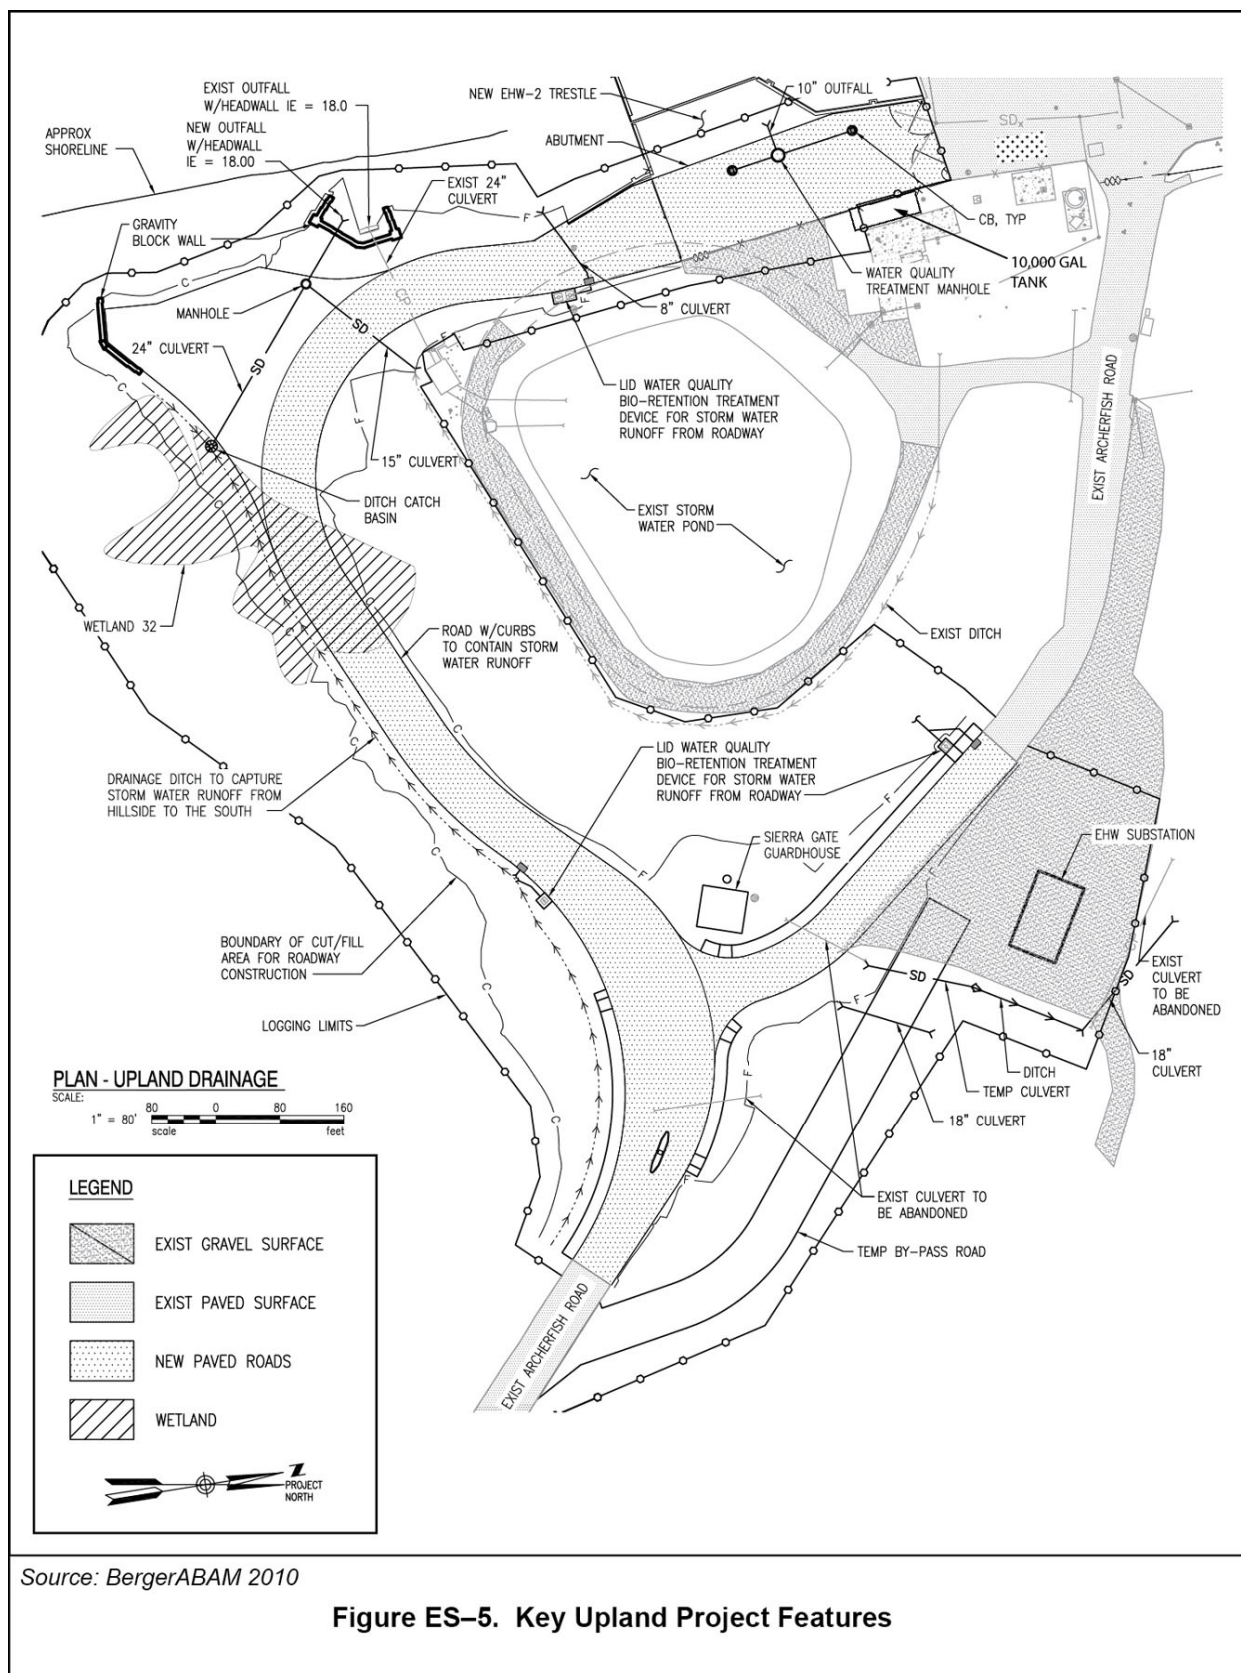 EXIST OUTFALL
W/HEADWALL IE = 18.0
NEW OUTFALL
W/HEADWALL
IE = 18.00
APPROX
SHORELINE
NEW EHW-2 TRESTLE
10" OUTFALL
ABUTMENT
SDx
EXIST 24"
CULVERT
GRAVITY
BLOCK WALL
CB, TYP
10,000 GAL
TANK
WATER QUALITY
TREATMENT MANHOLE
MANHOLE
8" CULVERT
24" CULVERT
SD
SD
CP
LID WATER QUALITY
BIO-RETENTION TREATMENT
DEVICE FOR STORM WATER
RUNOFF FROM ROADWAY
EXIST ARCHERFISH ROAD
15" CULVERT
DITCH CATCH
BASIN
EXIST STORM
WATER POND
WETLAND 32
ROAD W/CURBS
TO CONTAIN STORM
WATER RUNOFF
EXIST DITCH
DRAINAGE DITCH TO CAPTURE
STORM WATER RUNOFF FROM
HILLSIDE TO THE SOUTH
LID WATER QUALITY
BIO-RETENTION TREATMENT
DEVICE FOR STORM WATER
RUNOFF FROM ROADWAY
SIERRA GATE
GUARDHOUSE
EHW SUBSTATION
BOUNDARY OF CUT/FILL
AREA FOR ROADWAY
CONSTRUCTION
LOGGING LIMITS
SD
SD
EXIST
CULVERT
TO BE
ABANDONED
18"
CULVERT
DITCH
TEMP CULVERT
18" CULVERT
EXIST CULVERT TO
BE ABANDONED
TEMP BY-PASS ROAD
EXIST ARCHERFISH ROAD
C
C
C
C
C
C
C
C
C
C
F
F
F
F
F
F
F
F
F
F
PLAN - UPLAND DRAINAGE
SCALE:
1" = 80'
80 0 80 160
scale feet
LEGEND
EXIST GRAVEL SURFACE
EXIST PAVED SURFACE
NEW PAVED ROADS
WETLAND
N
PROJECT
NORTH
Source: BergerABAM 2010
Figure ES–5. Key Upland Project Features